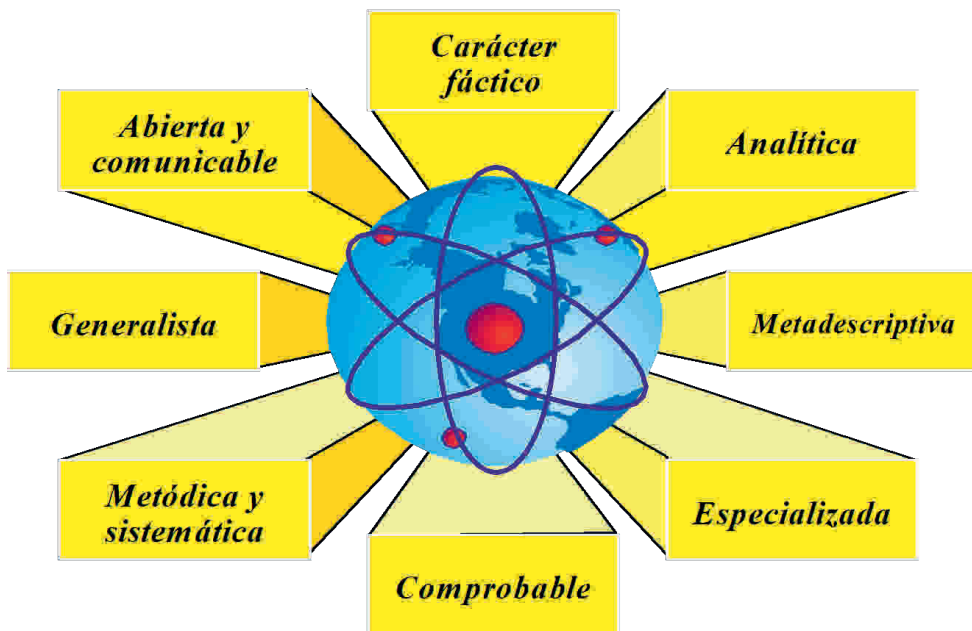 Carácter
fáctico
Abierta y
comunicable
Analítica
Generalista
Metadescriptiva
Metódica y
sistemática
Especializada
Comprobable